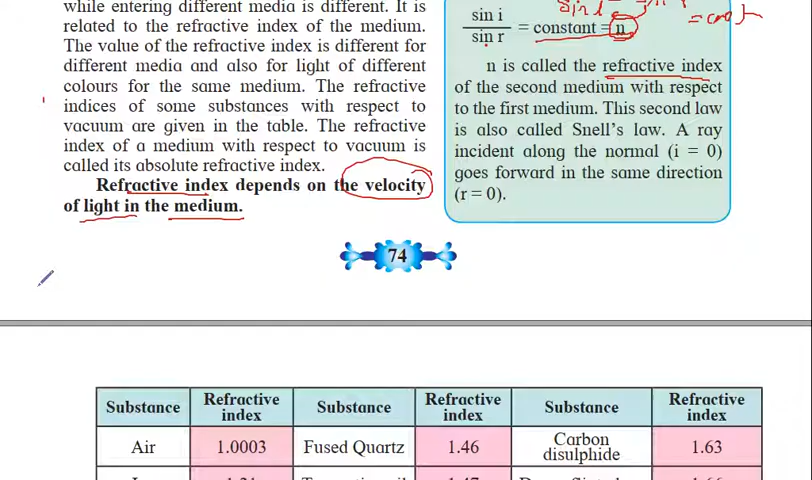 while entering different media is different. It is
related to the refractive index of the medium.
The value of the refractive index is different for
different media and also for light of different
colours for the same medium. The refractive
indices of some substances with respect to
vacuum are given in the table. The refractive
index of a medium with respect to vacuum is
called its absolute refractive index.
Refractive index depends on the velocity
of light in the medium.
sin i
sin i / sin r = constant = n
n is called the refractive index
of the second medium with respect
to the first medium. This second law
is also called Snell's law. A ray
incident along the normal (i = 0)
goes forward in the same direction
(r = 0).
74
Substance Refractive index Substance Refractive index Substance Refractive index
Air 1.0003 Fused Quartz 1.46 Carbon disulphide 1.63